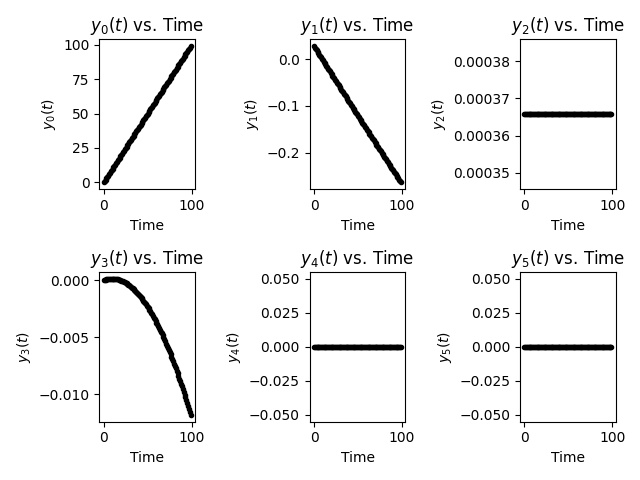 y₀(t) vs. Time
100
75
50
25
0
y₀(t)
0 100
Time
y₁(t) vs. Time
0.0
−0.1
−0.2
y₁(t)
0 100
Time
y₂(t) vs. Time
0.00038
0.00037
0.00036
0.00035
y₂(t)
0 100
Time
y₃(t) vs. Time
0.000
−0.005
−0.010
y₃(t)
0 100
Time
y₄(t) vs. Time
0.050
0.025
0.000
−0.025
−0.050
y₄(t)
0 100
Time
y₅(t) vs. Time
0.050
0.025
0.000
−0.025
−0.050
y₅(t)
0 100
Time